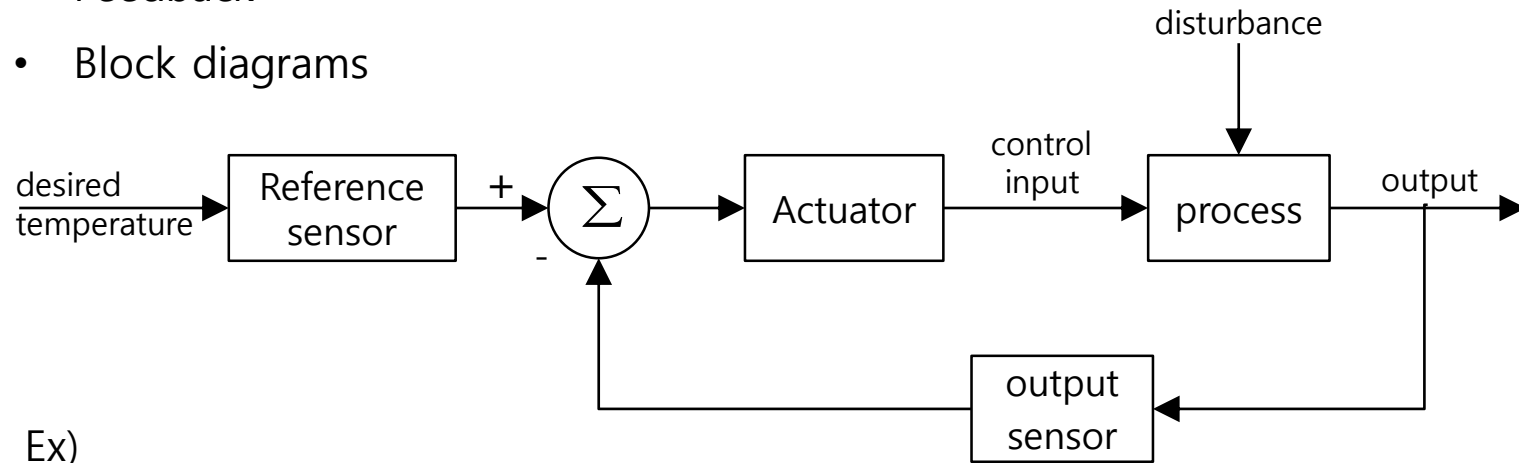 Feedback
• Block diagrams
disturbance
desired
temperature
Reference
sensor
+
-
Σ
Actuator
control
input
process
output
output
sensor
Ex)